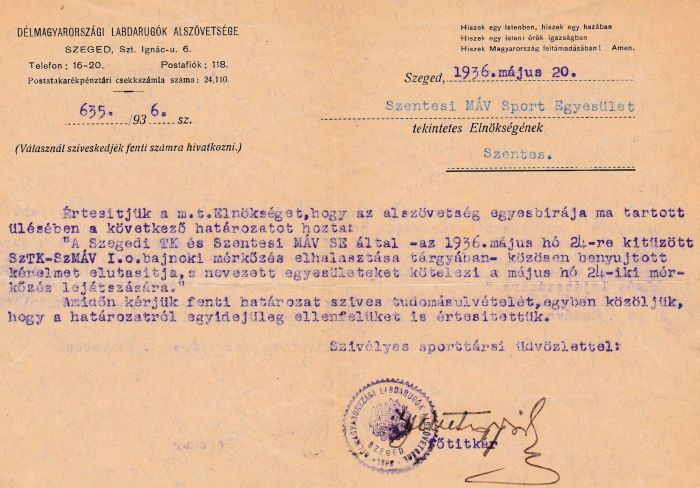 DÉLMAGYARORSZÁGI LABDARUGÓK ALSZÖVETSÉGE
SZEGED, Szt. Ignác-u. 6.
Telefon: 16-20. Postafiók: 118.
Postatakarékpénztári csekkszámla száma: 24,110.
635. /93 6. sz.
(Válasznál sziveskedjék fenti számra hivatkozni.)
Hiszek egy Istenben, hiszek egy hazában
Hiszek egy isteni örök igazságban
Hiszek Magyarország feltámadásában! Amen.
Szeged, 1936.május 20.
Szentesi MÁV Sport Egyesület
tekintetes Elnökségének
Szentes.
Értesitjük a m.t.Elnökséget,hogy az alszövetség egyesbirája ma tartott
ülésében a következő határozatot hozta:
"A Szegedi TK és Szentesi MÁV SE által -az 1936.május hó 24-re kitüzött
SzTK-SzMÁV I.o.bajnoki mérkőzés elhalasztása tárgyában- közösen benyujtott
kérelmet elutasitja,s nevezett egyesületeket kötelezi a május hó 24-iki mér-
kőzés lejátszására."
Amidőn kérjük fenti határozat szives tudomásulvételét,egyben közöljük,
hogy a határozatról egyidejüleg ellenfelüket is értesitettük.
Szivélyes sporttársi üdvözlettel:
DÉLMAGYARORSZÁGI LABDARUGÓK ALSZÖVETSÉGE
SZEGED
főtitkár